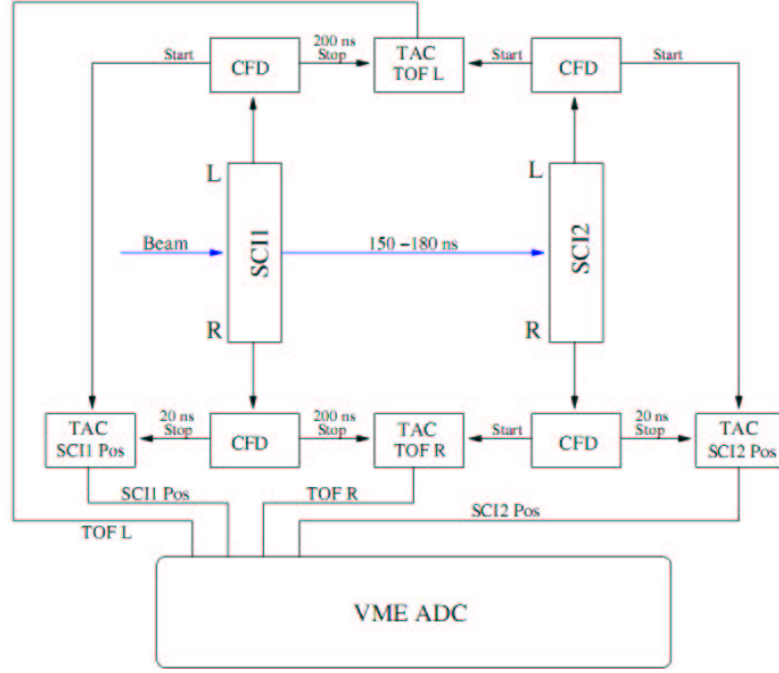 Start
CFD
200 ns
Stop
TAC
TOF L
Start
CFD
Start
L
L
Beam
SCI1
150 –180 ns
SCI2
R
R
TAC
SCI1 Pos
20 ns
Stop
CFD
200 ns
Stop
TAC
TOF R
Start
CFD
20 ns
Stop
TAC
SCI2 Pos
SCI1 Pos
TOF R
SCI2 Pos
TOF L
VME ADC